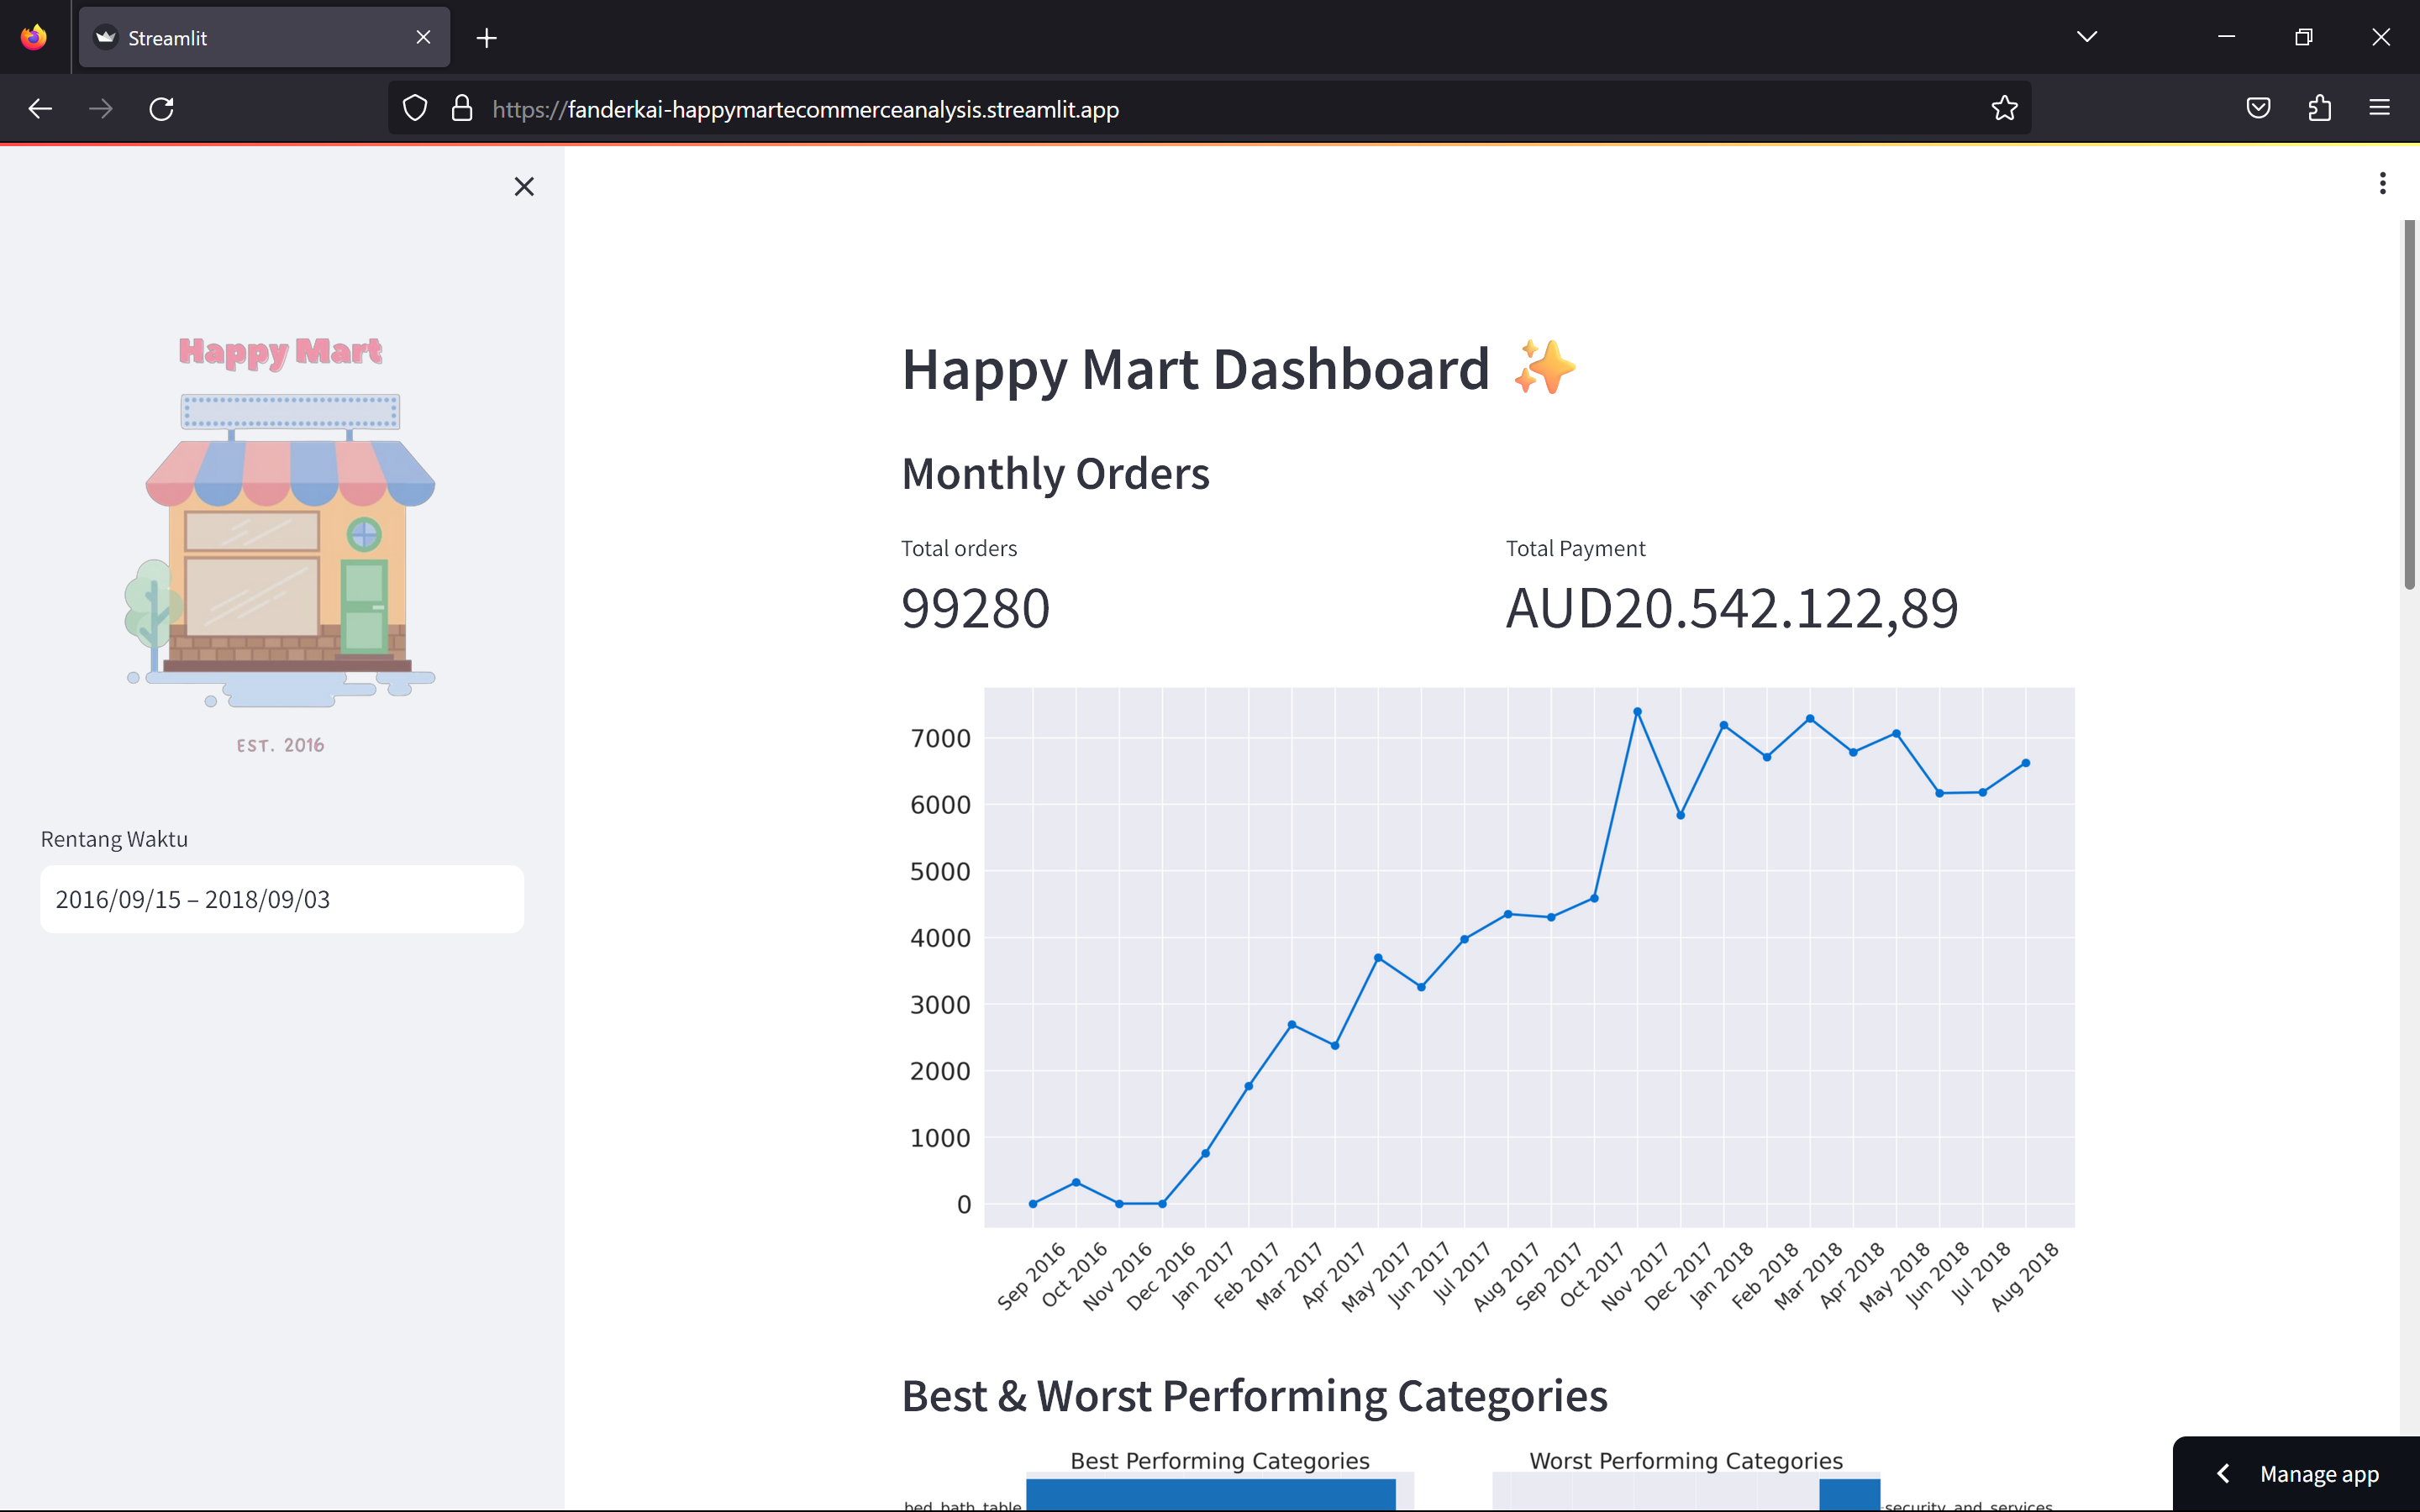 Streamlit
https://fanderkai-happymartecommerceanalysis.streamlit.app
Happy Mart
EST. 2016
Rentang Waktu
2016/09/15 – 2018/09/03
Happy Mart Dashboard ✨
Monthly Orders
Total orders
99280
Total Payment
AUD20.542.122,89
7000
6000
5000
4000
3000
2000
1000
0
Sep 2016
Oct 2016
Nov 2016
Dec 2016
Jan 2017
Feb 2017
Mar 2017
Apr 2017
May 2017
Jun 2017
Jul 2017
Aug 2017
Sep 2017
Oct 2017
Nov 2017
Dec 2017
Jan 2018
Feb 2018
Mar 2018
Apr 2018
May 2018
Jun 2018
Jul 2018
Aug 2018
Best & Worst Performing Categories
Best Performing Categories
bed_bath_table
Worst Performing Categories
security_and_services
Manage app